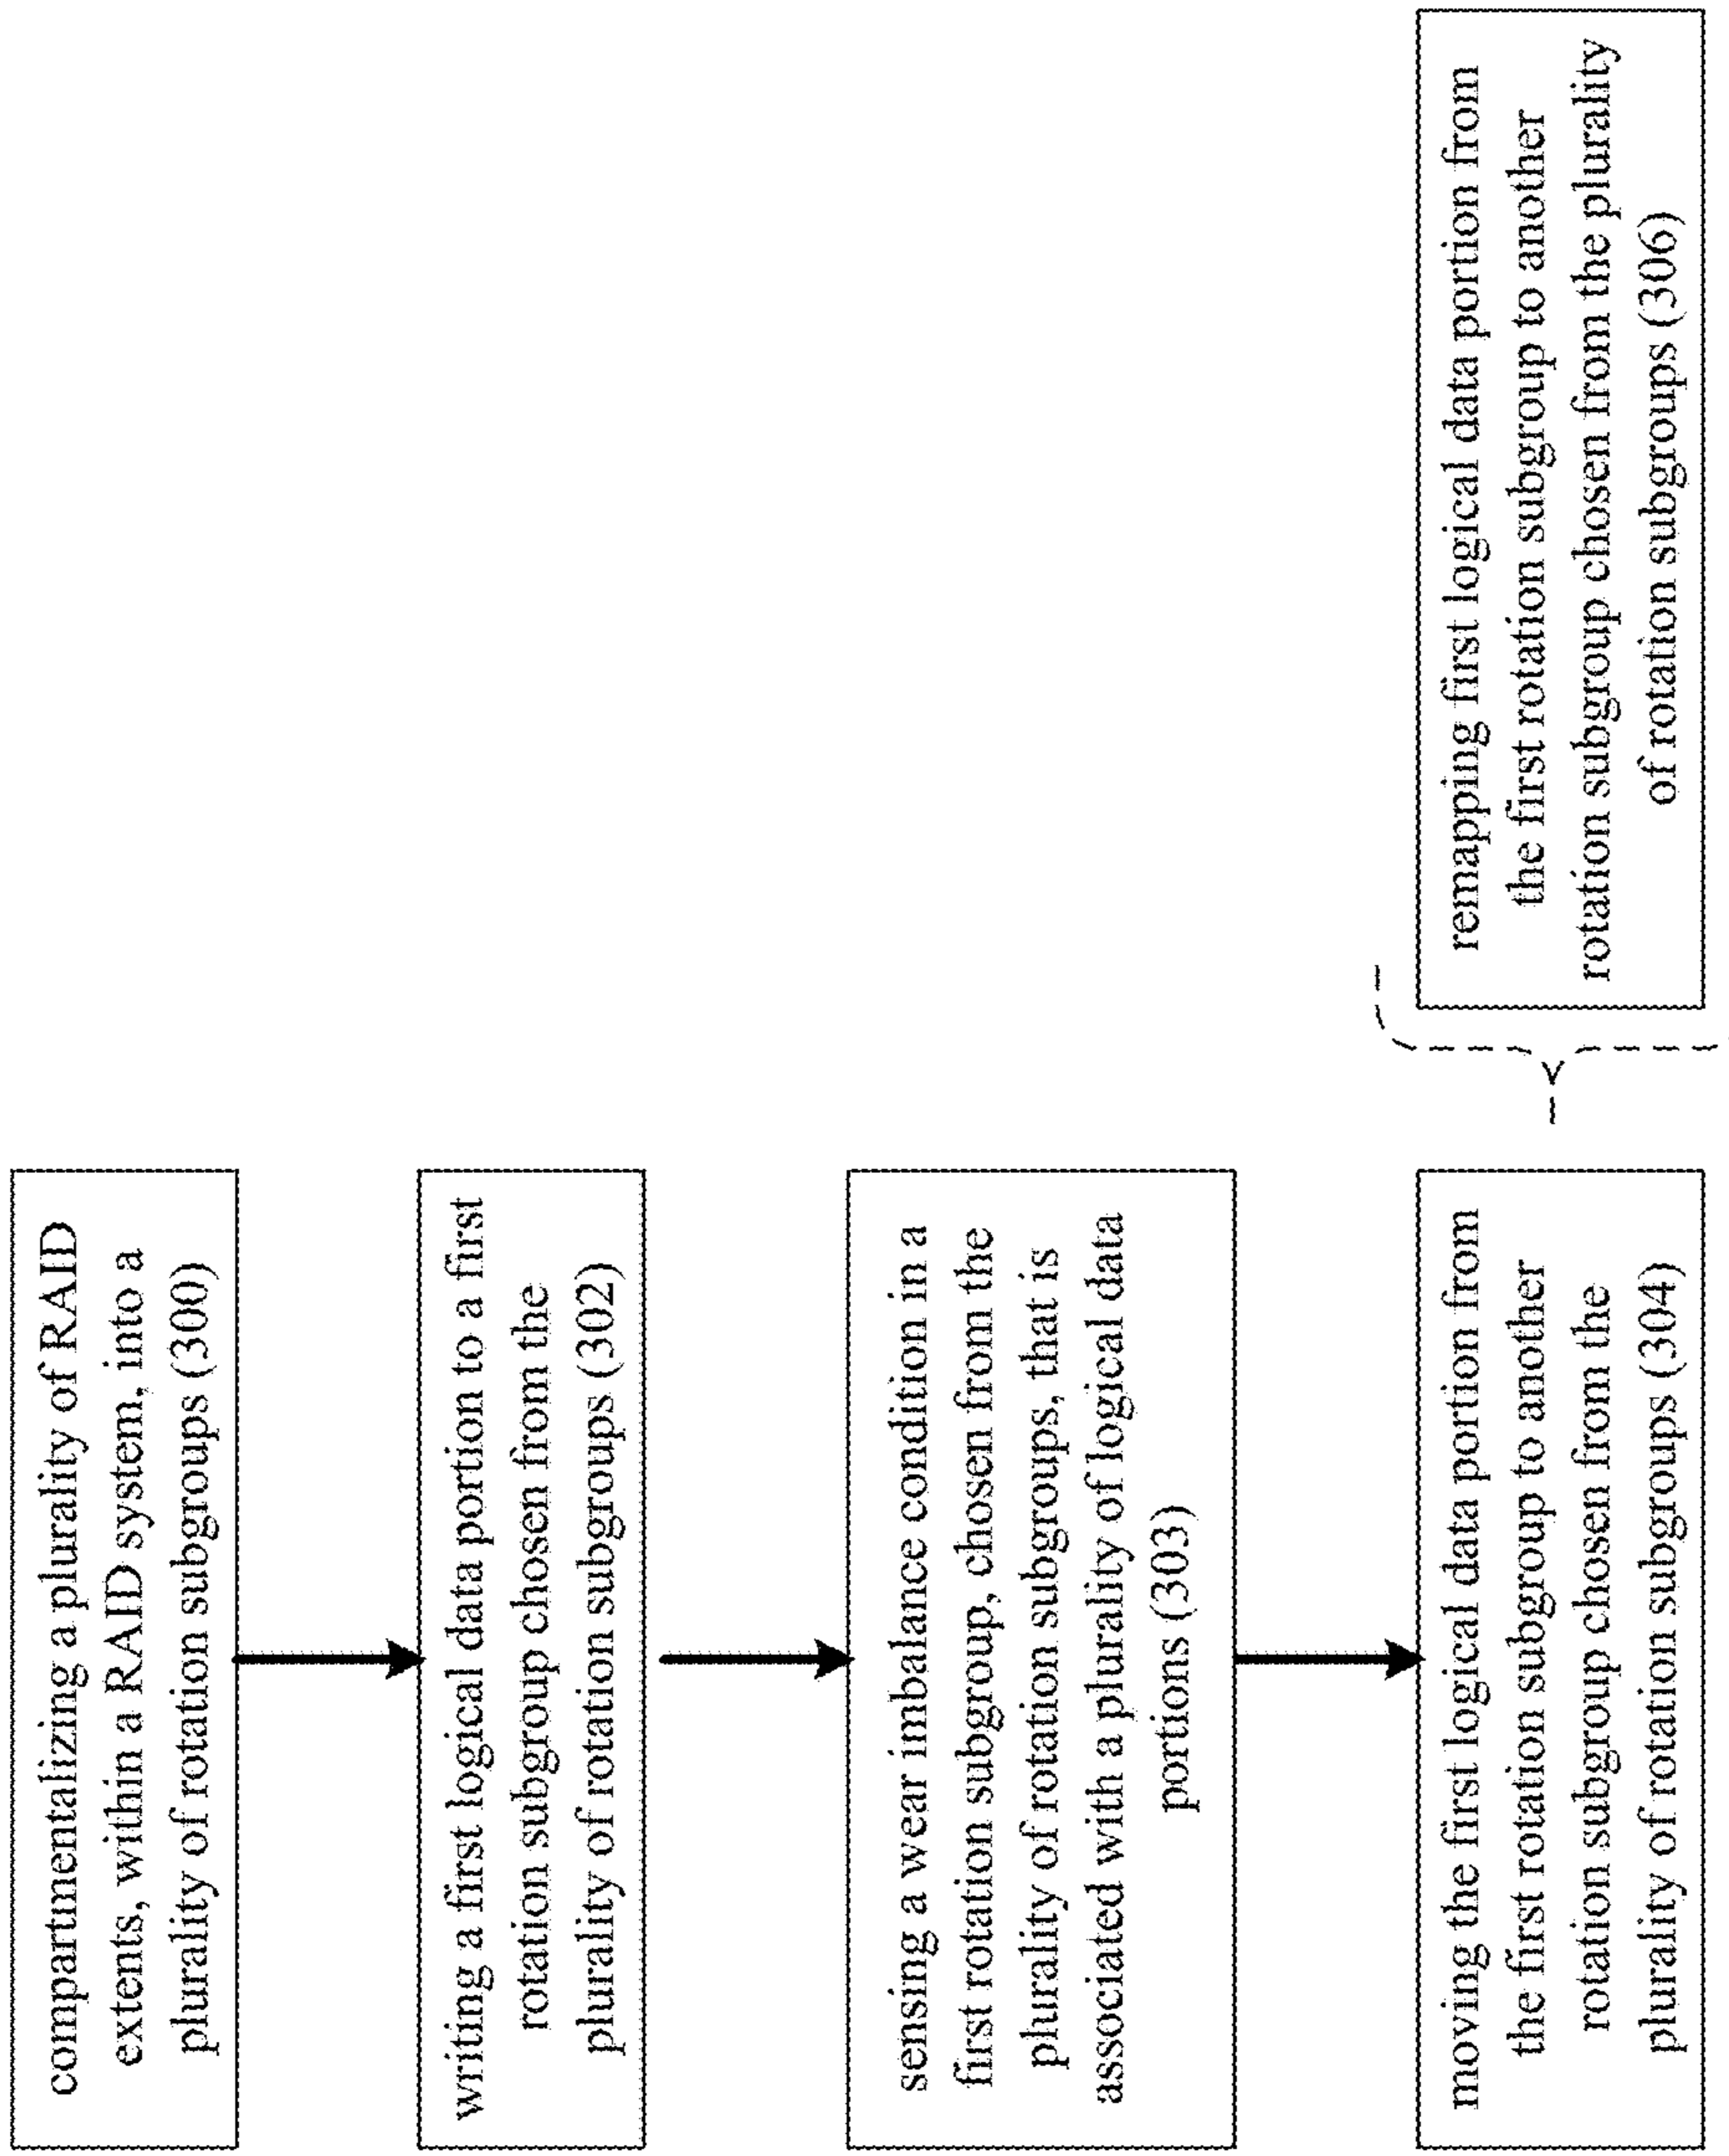 compartmentalizing a plurality of RAID
extents, within a RAID system, into a
plurality of rotation subgroups (300)
writing a first logical data portion to a first
rotation subgroup chosen from the
plurality of rotation subgroups (302)
sensing a wear imbalance condition in a
first rotation subgroup, chosen from the
plurality of rotation subgroups, that is
associated with a plurality of logical data
portions (303)
moving the first logical data portion from
the first rotation subgroup to another
rotation subgroup chosen from the
plurality of rotation subgroups (304)
remapping first logical data portion from
the first rotation subgroup to another
rotation subgroup chosen from the plurality
of rotation subgroups (306)